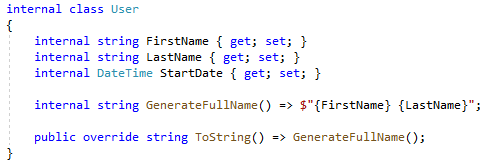 internal class User
{
    internal string FirstName { get; set; }
    internal string LastName { get; set; }
    internal DateTime StartDate { get; set; }
    internal string GenerateFullName() => $"{FirstName} {LastName}";
    public override string ToString() => GenerateFullName();
}